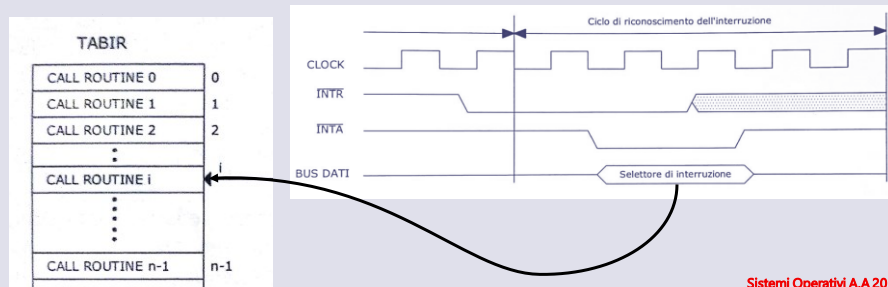 TABIR
CALL ROUTINE 0 0
CALL ROUTINE 1 1
CALL ROUTINE 2 2
CALL ROUTINE i i
CALL ROUTINE n-1 n-1
Ciclo di riconoscimento dell'interruzione
CLOCK
INTR
INTA
BUS DATI Selettore di interruzione
Sistemi Operativi A.A 20